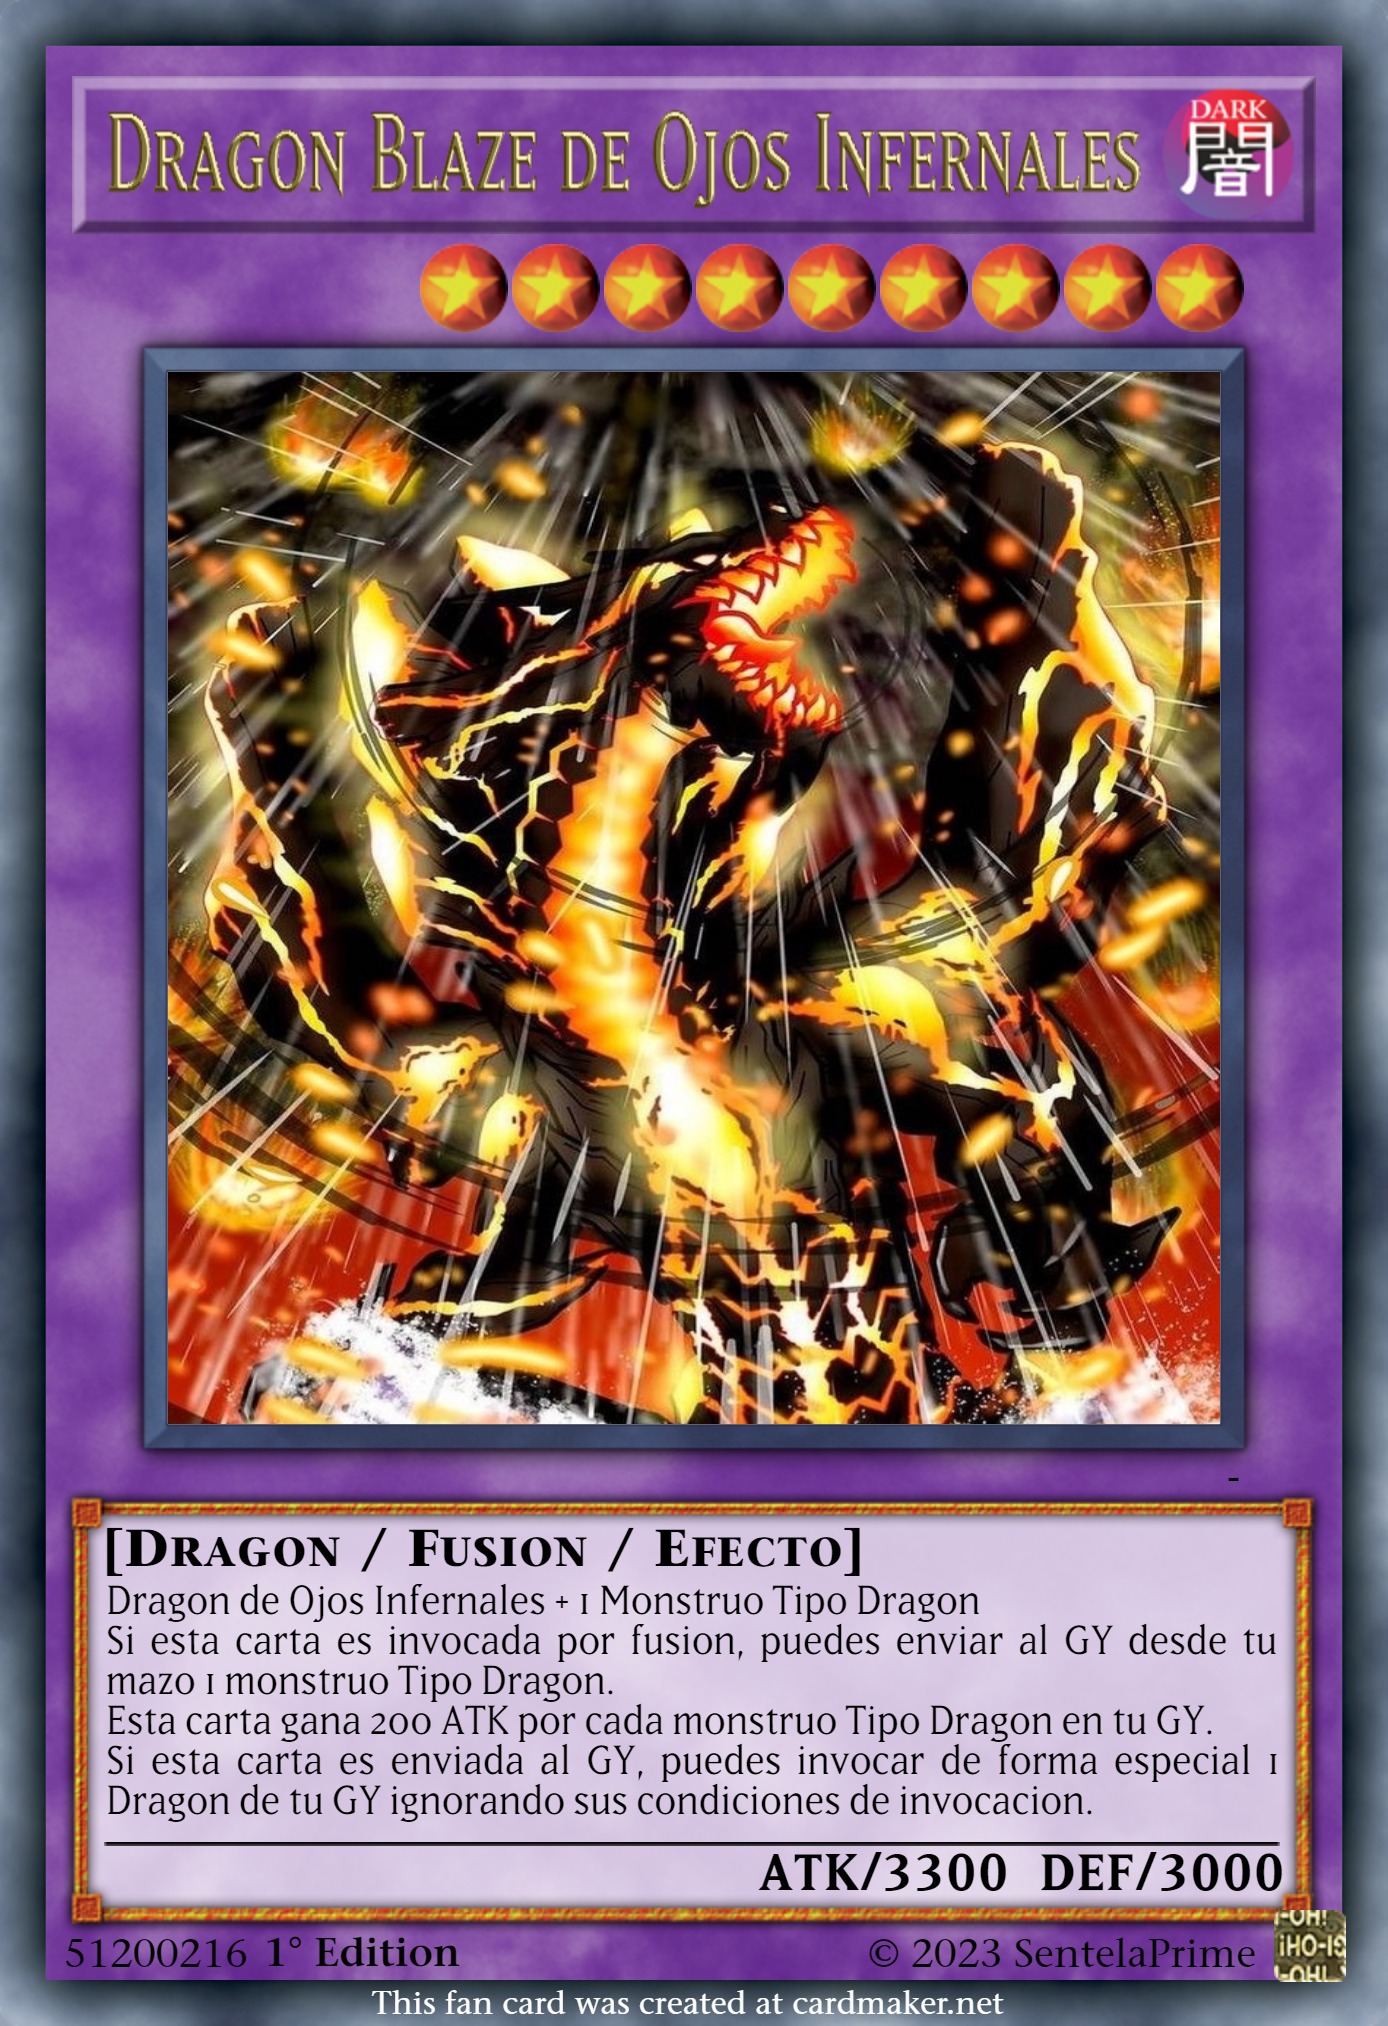 Dragon Blaze de Ojos Infernales
DARK
闇
-
[Dragon / Fusion / Efecto]
Dragon de Ojos Infernales + 1 Monstruo Tipo Dragon
Si esta carta es invocada por fusion, puedes enviar al GY desde tu
mazo 1 monstruo Tipo Dragon.
Esta carta gana 200 ATK por cada monstruo Tipo Dragon en tu GY.
Si esta carta es enviada al GY, puedes invocar de forma especial 1
Dragon de tu GY ignorando sus condiciones de invocacion.
ATK/3300 DEF/3000
51200216 1° Edition
© 2023 SentelaPrime
This fan card was created at cardmaker.net